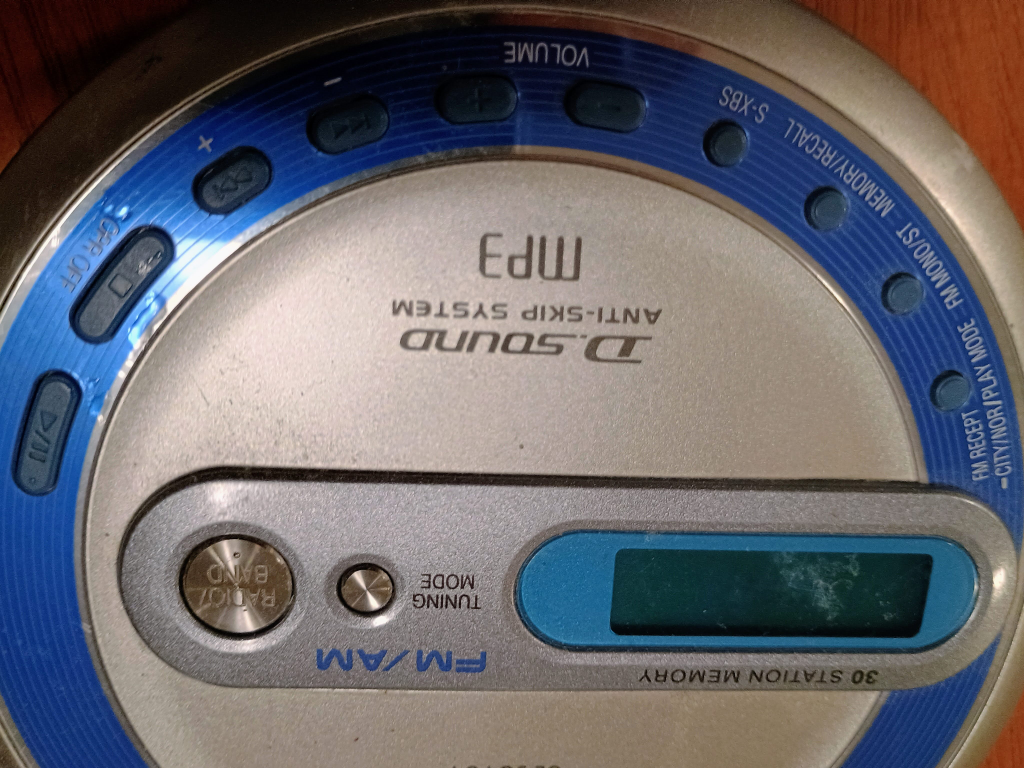 30 STATION MEMORY
FM/AM
TUNING
MODE
RADIO/
BAND
D.SOUND
ANTI-SKIP SYSTEM
MP3
FM RECEPT
–CITY/NOR/PLAY MODE
FM MONO/ST
MEMORY/RECALL
S-XBS
VOLUME
–
+
–
+
OPR OFF